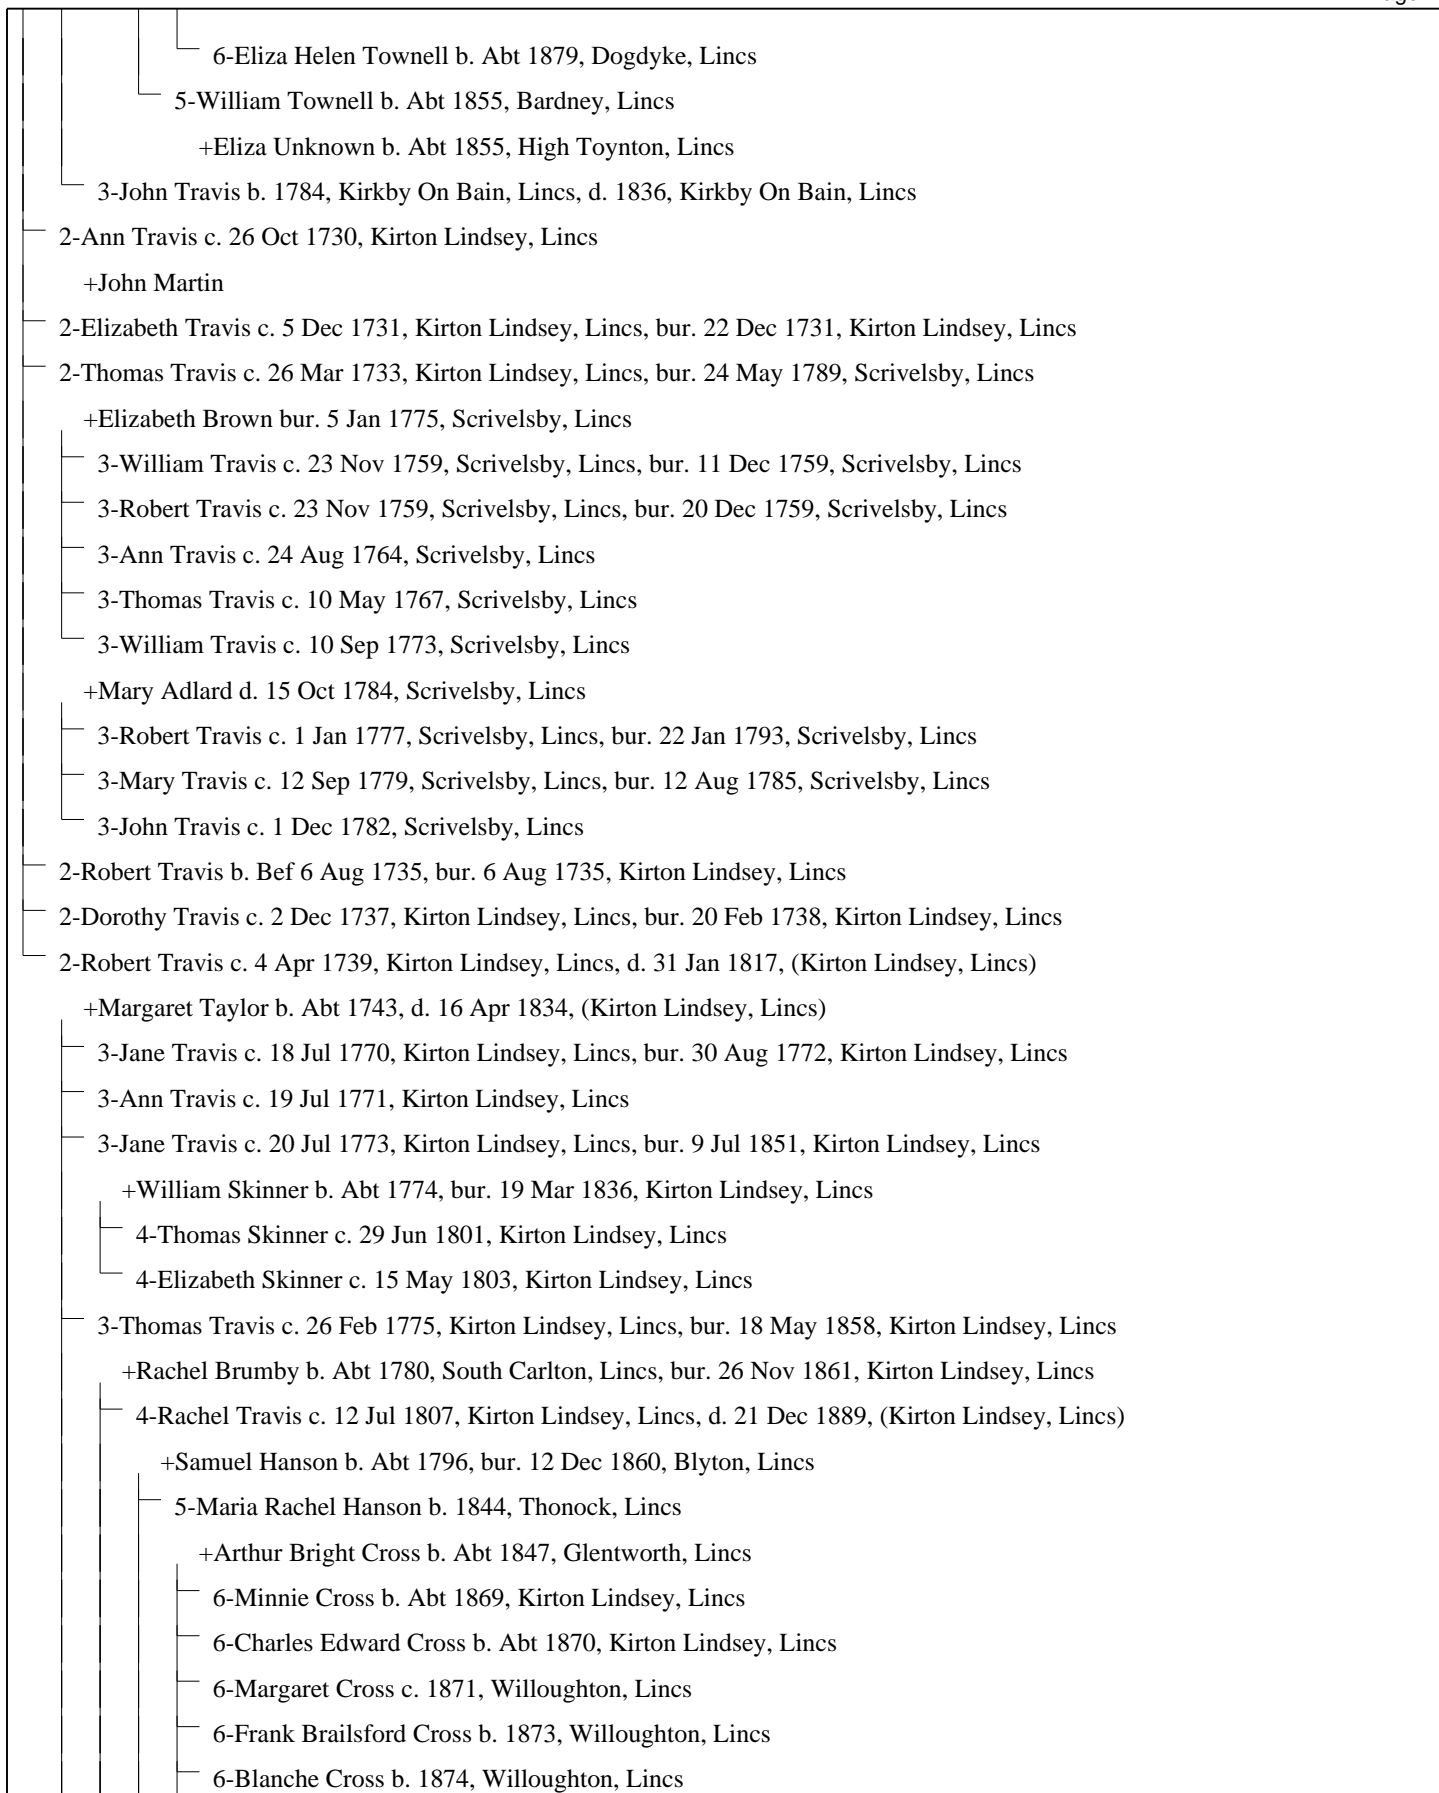 6-Eliza Helen Townell b. Abt 1879, Dogdyke, Lincs
5-William Townell b. Abt 1855, Bardney, Lincs
+Eliza Unknown b. Abt 1855, High Toynton, Lincs
3-John Travis b. 1784, Kirkby On Bain, Lincs, d. 1836, Kirkby On Bain, Lincs
2-Ann Travis c. 26 Oct 1730, Kirton Lindsey, Lincs
+John Martin
2-Elizabeth Travis c. 5 Dec 1731, Kirton Lindsey, Lincs, bur. 22 Dec 1731, Kirton Lindsey, Lincs
2-Thomas Travis c. 26 Mar 1733, Kirton Lindsey, Lincs, bur. 24 May 1789, Scrivelsby, Lincs
+Elizabeth Brown bur. 5 Jan 1775, Scrivelsby, Lincs
3-William Travis c. 23 Nov 1759, Scrivelsby, Lincs, bur. 11 Dec 1759, Scrivelsby, Lincs
3-Robert Travis c. 23 Nov 1759, Scrivelsby, Lincs, bur. 20 Dec 1759, Scrivelsby, Lincs
3-Ann Travis c. 24 Aug 1764, Scrivelsby, Lincs
3-Thomas Travis c. 10 May 1767, Scrivelsby, Lincs
3-William Travis c. 10 Sep 1773, Scrivelsby, Lincs
+Mary Adlard d. 15 Oct 1784, Scrivelsby, Lincs
3-Robert Travis c. 1 Jan 1777, Scrivelsby, Lincs, bur. 22 Jan 1793, Scrivelsby, Lincs
3-Mary Travis c. 12 Sep 1779, Scrivelsby, Lincs, bur. 12 Aug 1785, Scrivelsby, Lincs
3-John Travis c. 1 Dec 1782, Scrivelsby, Lincs
2-Robert Travis b. Bef 6 Aug 1735, bur. 6 Aug 1735, Kirton Lindsey, Lincs
2-Dorothy Travis c. 2 Dec 1737, Kirton Lindsey, Lincs, bur. 20 Feb 1738, Kirton Lindsey, Lincs
2-Robert Travis c. 4 Apr 1739, Kirton Lindsey, Lincs, d. 31 Jan 1817, (Kirton Lindsey, Lincs)
+Margaret Taylor b. Abt 1743, d. 16 Apr 1834, (Kirton Lindsey, Lincs)
3-Jane Travis c. 18 Jul 1770, Kirton Lindsey, Lincs, bur. 30 Aug 1772, Kirton Lindsey, Lincs
3-Ann Travis c. 19 Jul 1771, Kirton Lindsey, Lincs
3-Jane Travis c. 20 Jul 1773, Kirton Lindsey, Lincs, bur. 9 Jul 1851, Kirton Lindsey, Lincs
+William Skinner b. Abt 1774, bur. 19 Mar 1836, Kirton Lindsey, Lincs
4-Thomas Skinner c. 29 Jun 1801, Kirton Lindsey, Lincs
4-Elizabeth Skinner c. 15 May 1803, Kirton Lindsey, Lincs
3-Thomas Travis c. 26 Feb 1775, Kirton Lindsey, Lincs, bur. 18 May 1858, Kirton Lindsey, Lincs
+Rachel Brumby b. Abt 1780, South Carlton, Lincs, bur. 26 Nov 1861, Kirton Lindsey, Lincs
4-Rachel Travis c. 12 Jul 1807, Kirton Lindsey, Lincs, d. 21 Dec 1889, (Kirton Lindsey, Lincs)
+Samuel Hanson b. Abt 1796, bur. 12 Dec 1860, Blyton, Lincs
5-Maria Rachel Hanson b. 1844, Thonock, Lincs
+Arthur Bright Cross b. Abt 1847, Glentworth, Lincs
6-Minnie Cross b. Abt 1869, Kirton Lindsey, Lincs
6-Charles Edward Cross b. Abt 1870, Kirton Lindsey, Lincs
6-Margaret Cross c. 1871, Willoughton, Lincs
6-Frank Brailsford Cross b. 1873, Willoughton, Lincs
6-Blanche Cross b. 1874, Willoughton, Lincs